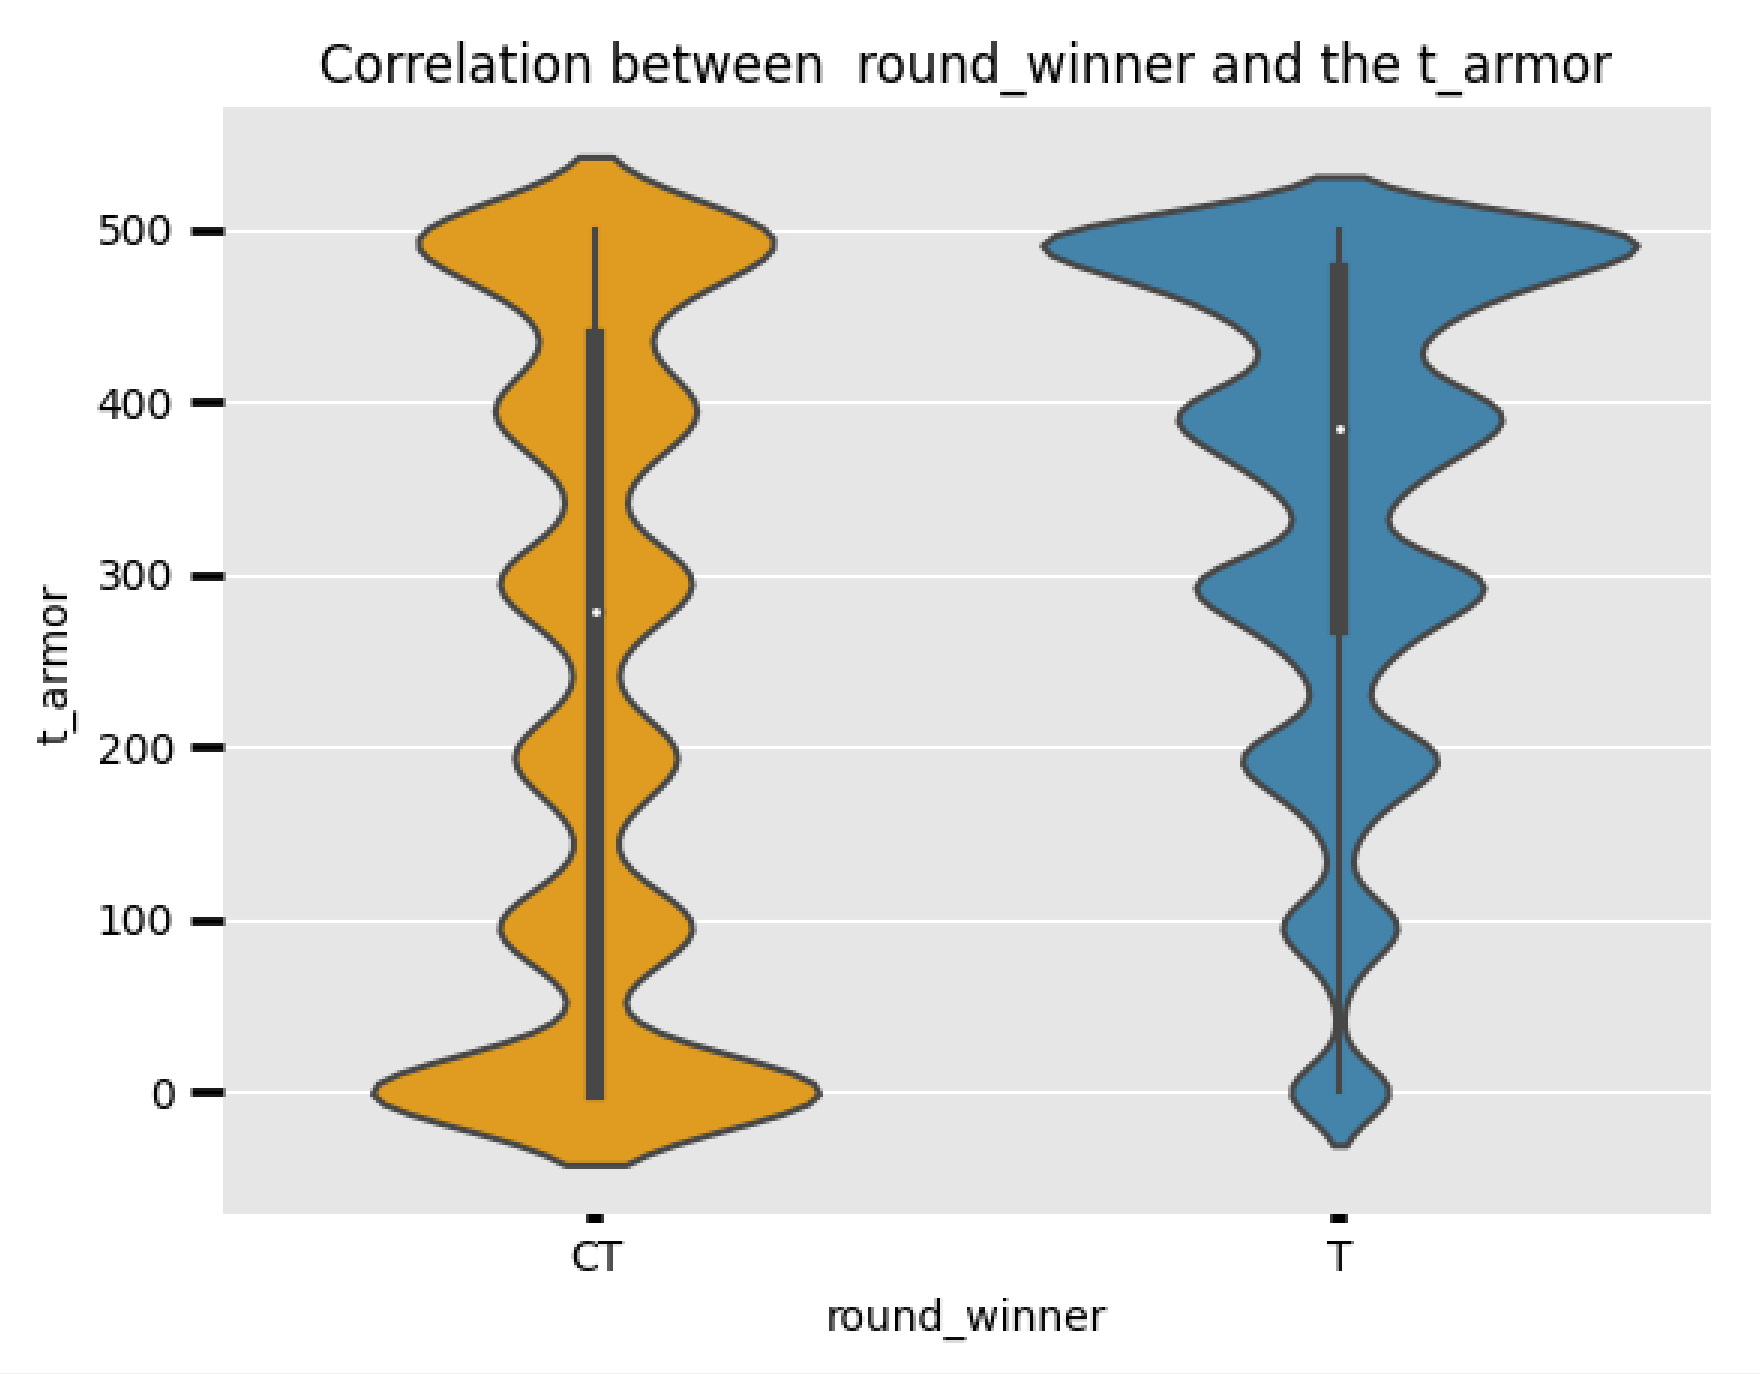 Correlation between  round_winner and the t_armor
500
400
300
200
100
0
t_armor
CT
T
round_winner